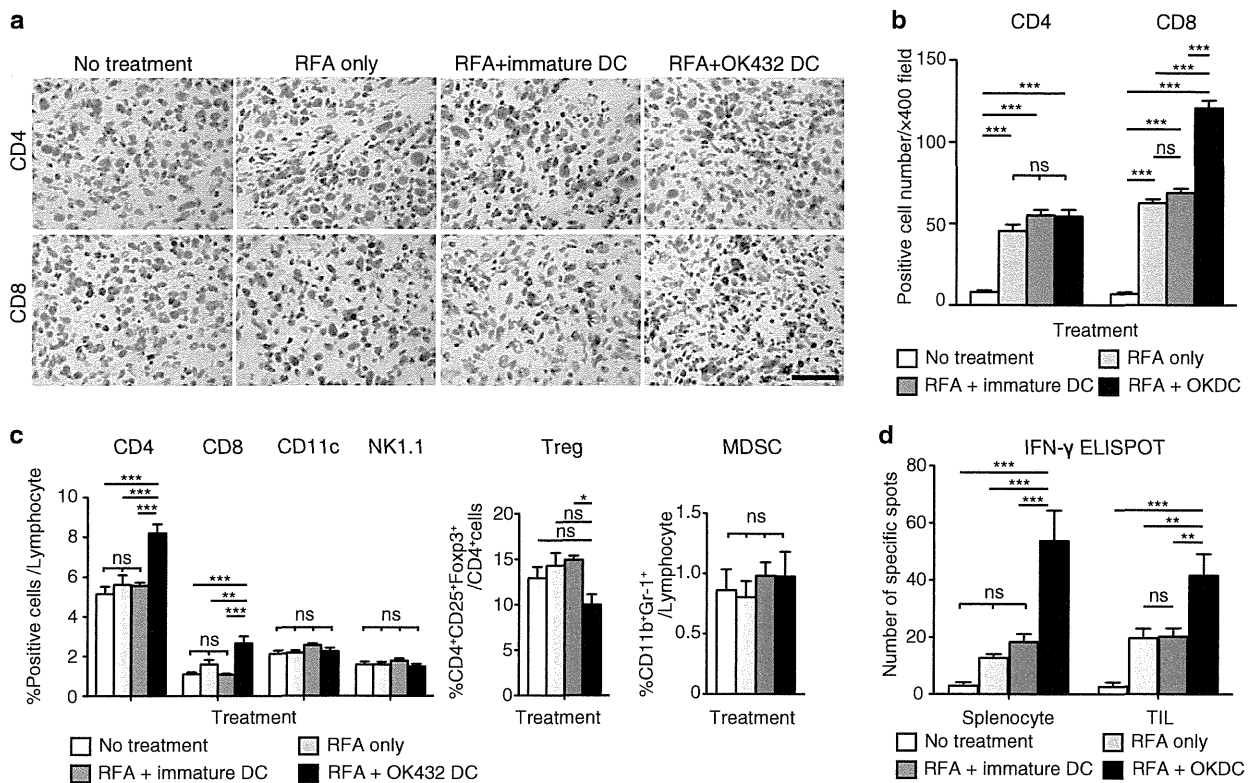 a
No treatment
RFA only
RFA+immature DC
RFA+OK432 DC
CD4
CD8
b
CD4
CD8
Positive cell number/x400 field
150
100
50
0
***
***
***
ns
***
***
***
***
***
ns
***
Treatment
No treatment
RFA only
RFA + immature DC
RFA + OKDC
c
CD4
CD8
CD11c
NK1.1
%Positive cells /Lymphocyte
10
8
6
4
2
0
***
***
***
ns
***
**
***
ns
ns
ns
Treatment
No treatment
RFA only
RFA + immature DC
RFA + OK432 DC
Treg
%CD4⁺CD25⁺Foxp3⁺
/CD4⁺cells
20
15
10
5
0
*
ns
ns
Treatment
MDSC
%CD11b⁺Gr-1⁺
/Lymphocyte
1.5
1.0
0.5
0
ns
Treatment
d
IFN-γ ELISPOT
Number of specific spots
80
60
40
20
0
***
***
***
ns
***
**
**
ns
Splenocyte
TIL
No treatment
RFA only
RFA + immature DC
RFA + OKDC